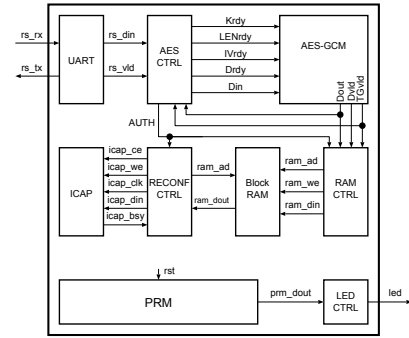 rs_rx
rs_tx
UART
rs_din
rs_vld
AES
CTRL
Krdy
LENrdy
IVrdy
Drdy
Din
AES-GCM
Dout
Dvld
TGvld
AUTH
ICAP
icap_ce
icap_we
icap_clk
icap_din
icap_bsy
RECONF
CTRL
ram_ad
ram_dout
Block
RAM
ram_ad
ram_we
ram_din
RAM
CTRL
rst
PRM
prm_dout
LED
CTRL
led